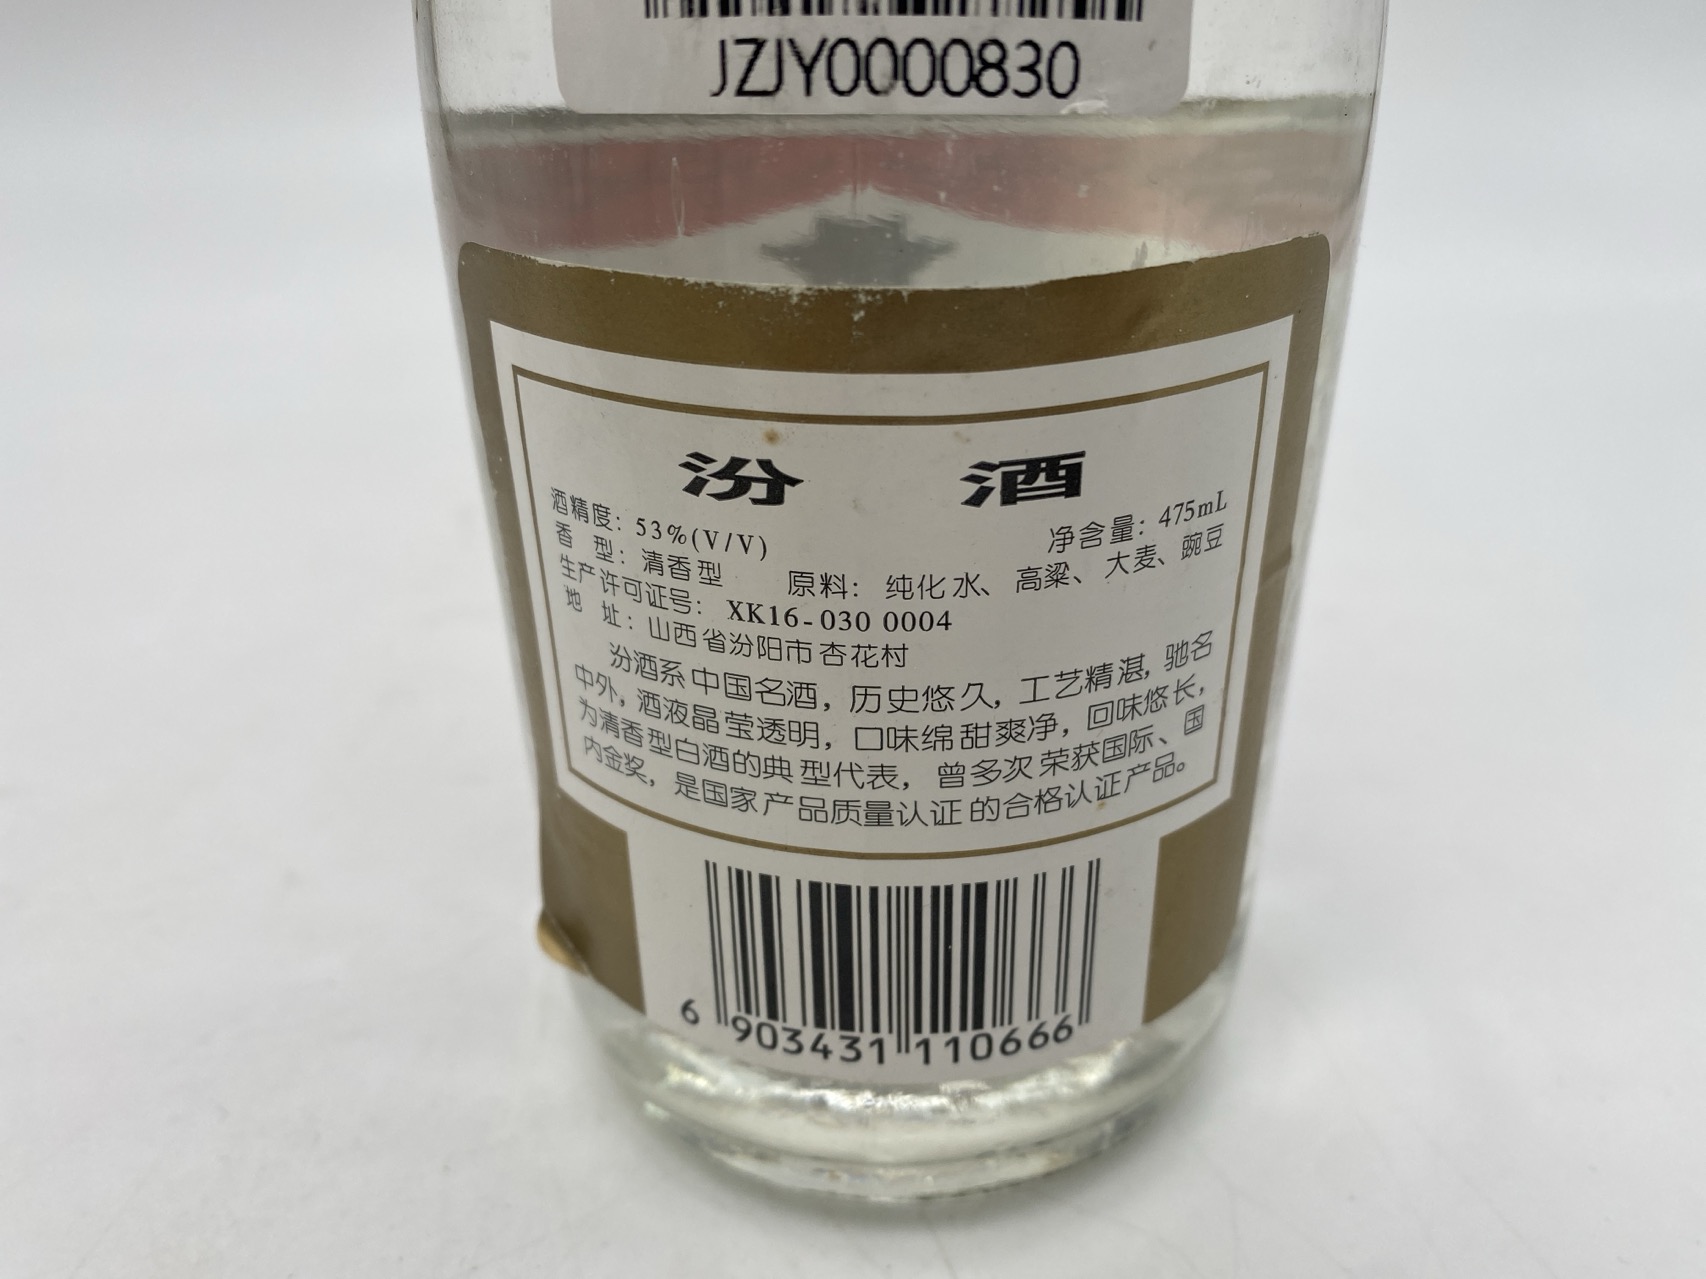 JZJY0000830
汾酒
酒精度：53%(V/V) 净含量：475mL
香型：清香型 原料：纯化水、高粱、大麦、豌豆
生产许可证号：XK16-030 0004
地址：山西省汾阳市杏花村
汾酒系中国名酒，历史悠久，工艺精湛，驰名
中外，酒液晶莹透明，口味绵甜爽净，回味悠长，
为清香型白酒的典型代表，曾多次荣获国际、国
内金奖，是国家产品质量认证的合格认证产品。
6 903431 110666